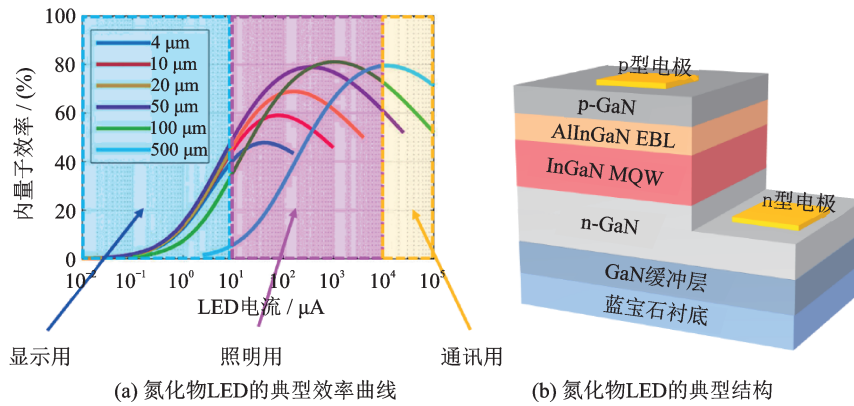 100
80
60
40
20
0
内量子效率 / (%)
4 μm
10 μm
20 μm
50 μm
100 μm
500 μm
10⁻² 10⁻¹ 10⁰ 10¹ 10² 10³ 10⁴ 10⁵
LED电流 / μA
显示用
照明用
通讯用
(a) 氮化物LED的典型效率曲线
p型电极
p-GaN
AlInGaN EBL
InGaN MQW
n型电极
n-GaN
GaN缓冲层
蓝宝石衬底
(b) 氮化物LED的典型结构